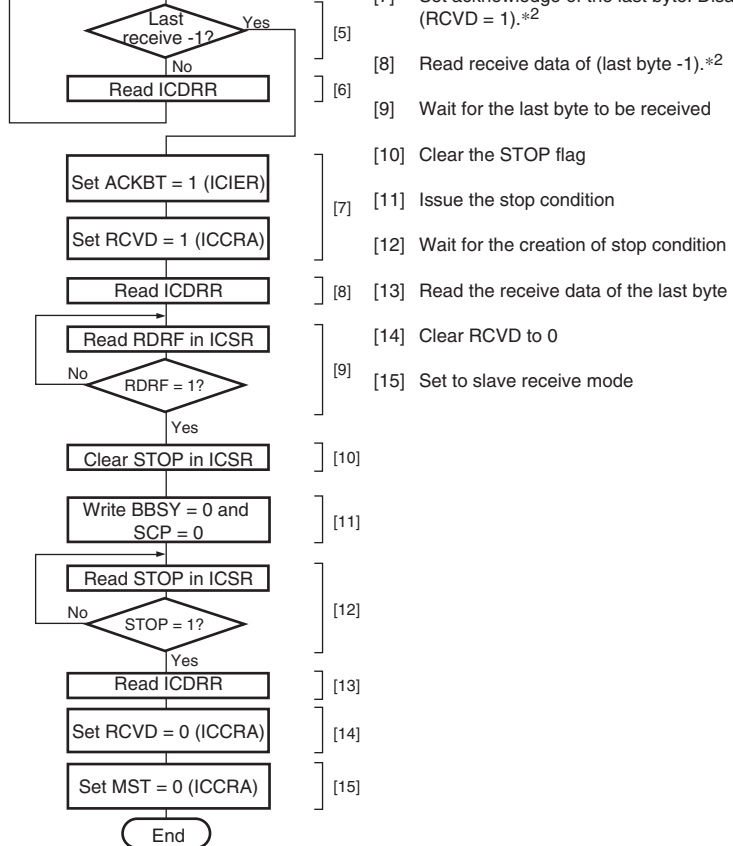 Last
receive -1?
Yes
[5]
No
Read ICDRR
[6]
Set ACKBT = 1 (ICIER)
Set RCVD = 1 (ICCRA)
[7]
Read ICDRR
[8]
Read RDRF in ICSR
No
RDRF = 1?
[9]
Yes
Clear STOP in ICSR
[10]
Write BBSY = 0 and
SCP = 0
[11]
Read STOP in ICSR
No
STOP = 1?
[12]
Yes
Read ICDRR
[13]
Set RCVD = 0 (ICCRA)
[14]
Set MST = 0 (ICCRA)
[15]
End
(RCVD = 1).*2
[8] Read receive data of (last byte -1).*2
[9] Wait for the last byte to be received
[10] Clear the STOP flag
[11] Issue the stop condition
[12] Wait for the creation of stop condition
[13] Read the receive data of the last byte
[14] Clear RCVD to 0
[15] Set to slave receive mode